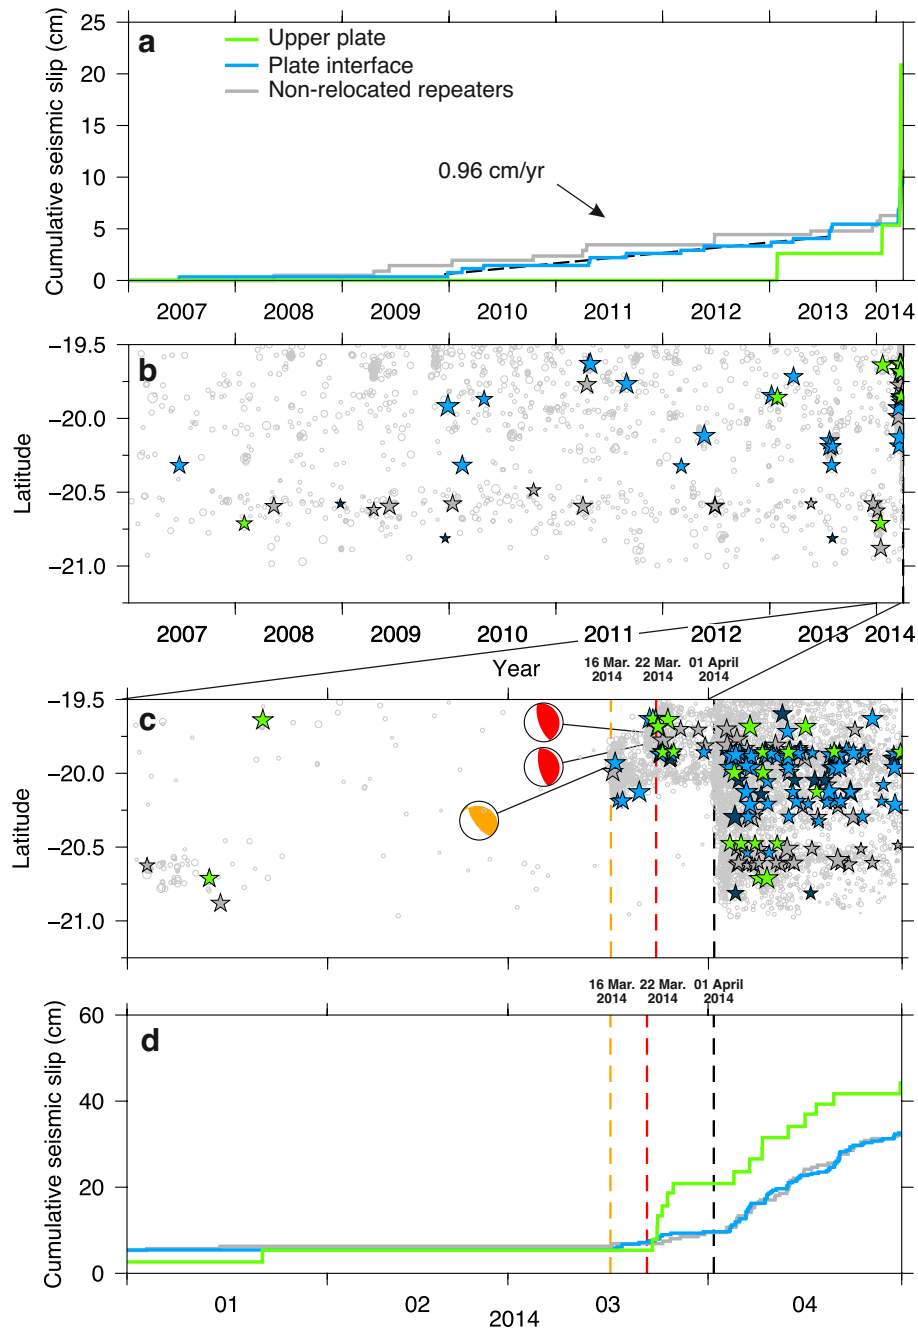 Cumulative seismic slip (cm)
25
20
15
10
5
0
a
Upper plate
Plate interface
Non-relocated repeaters
0.96 cm/yr
2007 2008 2009 2010 2011 2012 2013 2014
Latitude
−19.5
−20.0
−20.5
−21.0
b
2007 2008 2009 2010 2011 2012 2013 2014
Year
16 Mar. 22 Mar. 01 April
2014 2014 2014
Latitude
−19.5
−20.0
−20.5
−21.0
c
16 Mar. 22 Mar. 01 April
2014 2014 2014
Cumulative seismic slip (cm)
60
40
20
0
d
01 02 03 04
2014